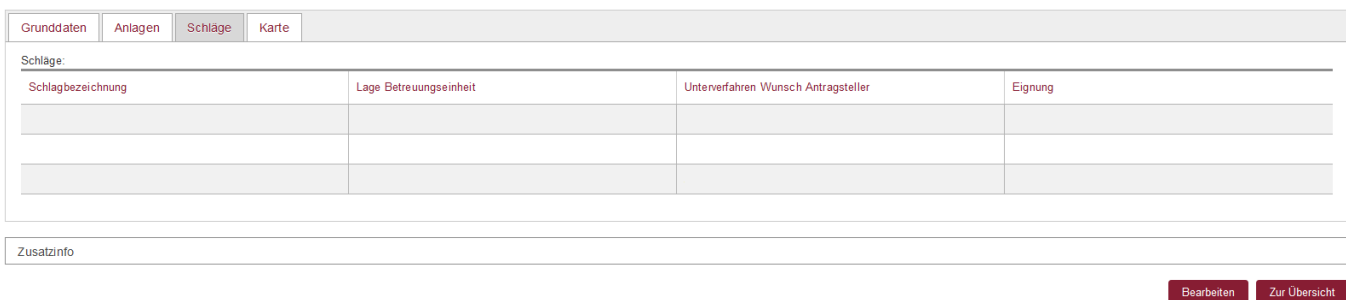 Grunddaten Anlagen Schläge Karte
Schläge:
Schlagbezeichnung Lage Betreuungseinheit Unterverfahren Wunsch Antragsteller Eignung
Zusatzinfo
Bearbeiten Zur Übersicht